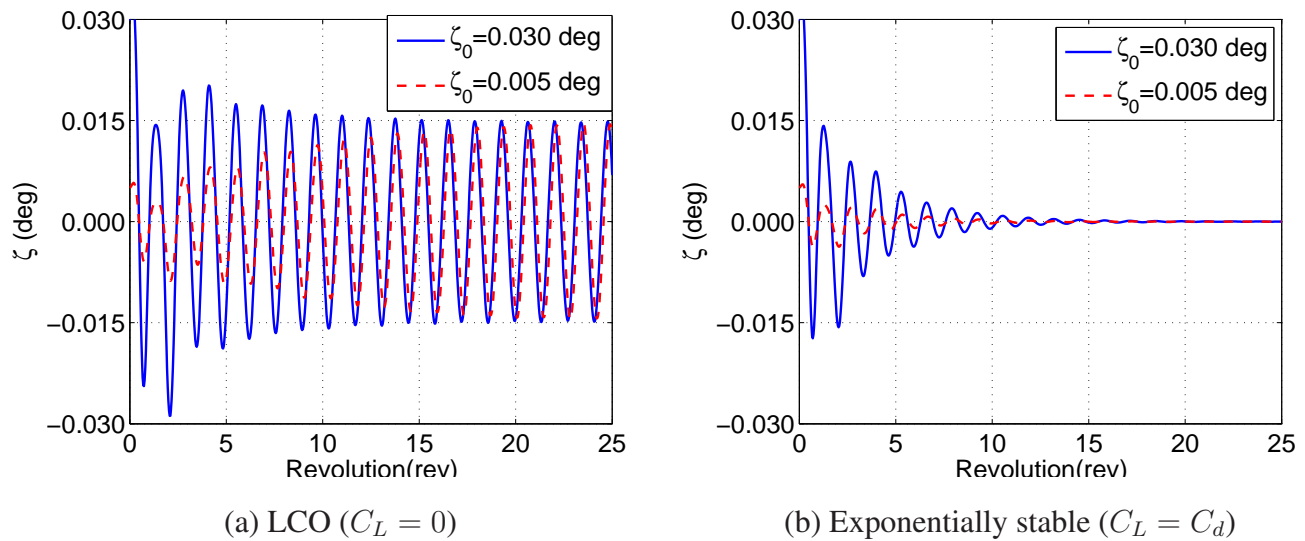 0.030
0.015
0.000
−0.015
−0.030
ζ (deg)
0 5 10 15 20 25
Revolution(rev)
ζ0=0.030 deg
ζ0=0.005 deg
(a) LCO (CL = 0)
0.030
0.015
0.000
−0.015
−0.030
ζ (deg)
0 5 10 15 20 25
Revolution(rev)
ζ0=0.030 deg
ζ0=0.005 deg
(b) Exponentially stable (CL = Cd)